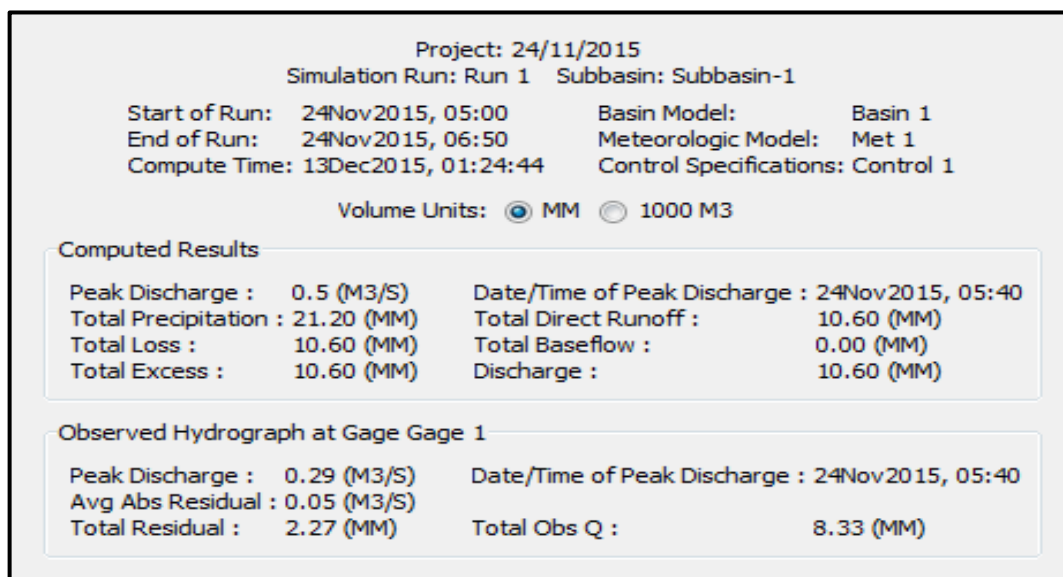 Project: 24/11/2015
Simulation Run: Run 1 Subbasin: Subbasin-1
Start of Run: 24Nov2015, 05:00 Basin Model: Basin 1
End of Run: 24Nov2015, 06:50 Meteorologic Model: Met 1
Compute Time: 13Dec2015, 01:24:44 Control Specifications: Control 1
Volume Units: MM 1000 M3
Computed Results
Peak Discharge : 0.5 (M3/S) Date/Time of Peak Discharge : 24Nov2015, 05:40
Total Precipitation : 21.20 (MM) Total Direct Runoff : 10.60 (MM)
Total Loss : 10.60 (MM) Total Baseflow : 0.00 (MM)
Total Excess : 10.60 (MM) Discharge : 10.60 (MM)
Observed Hydrograph at Gage Gage 1
Peak Discharge : 0.29 (M3/S) Date/Time of Peak Discharge : 24Nov2015, 05:40
Avg Abs Residual : 0.05 (M3/S)
Total Residual : 2.27 (MM) Total Obs Q : 8.33 (MM)